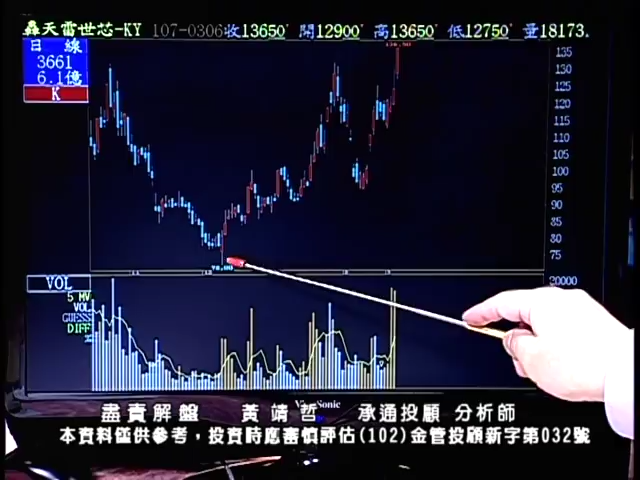 轟天雷世芯-KY 107-0306收13650' 開12900' 高13650' 低12750' 量18173.
日 線
3661
6.1億
K
135
130
125
120
115
110
105
100
95
90
85
80
75
VOL
20000
5 MV
VOL
GUESS
DIFF
ViewSonic
盡責解盤 黃靖哲 承通投顧 分析師
本資料僅供參考，投資時應審慎評估(102)金管投顧新字第032號